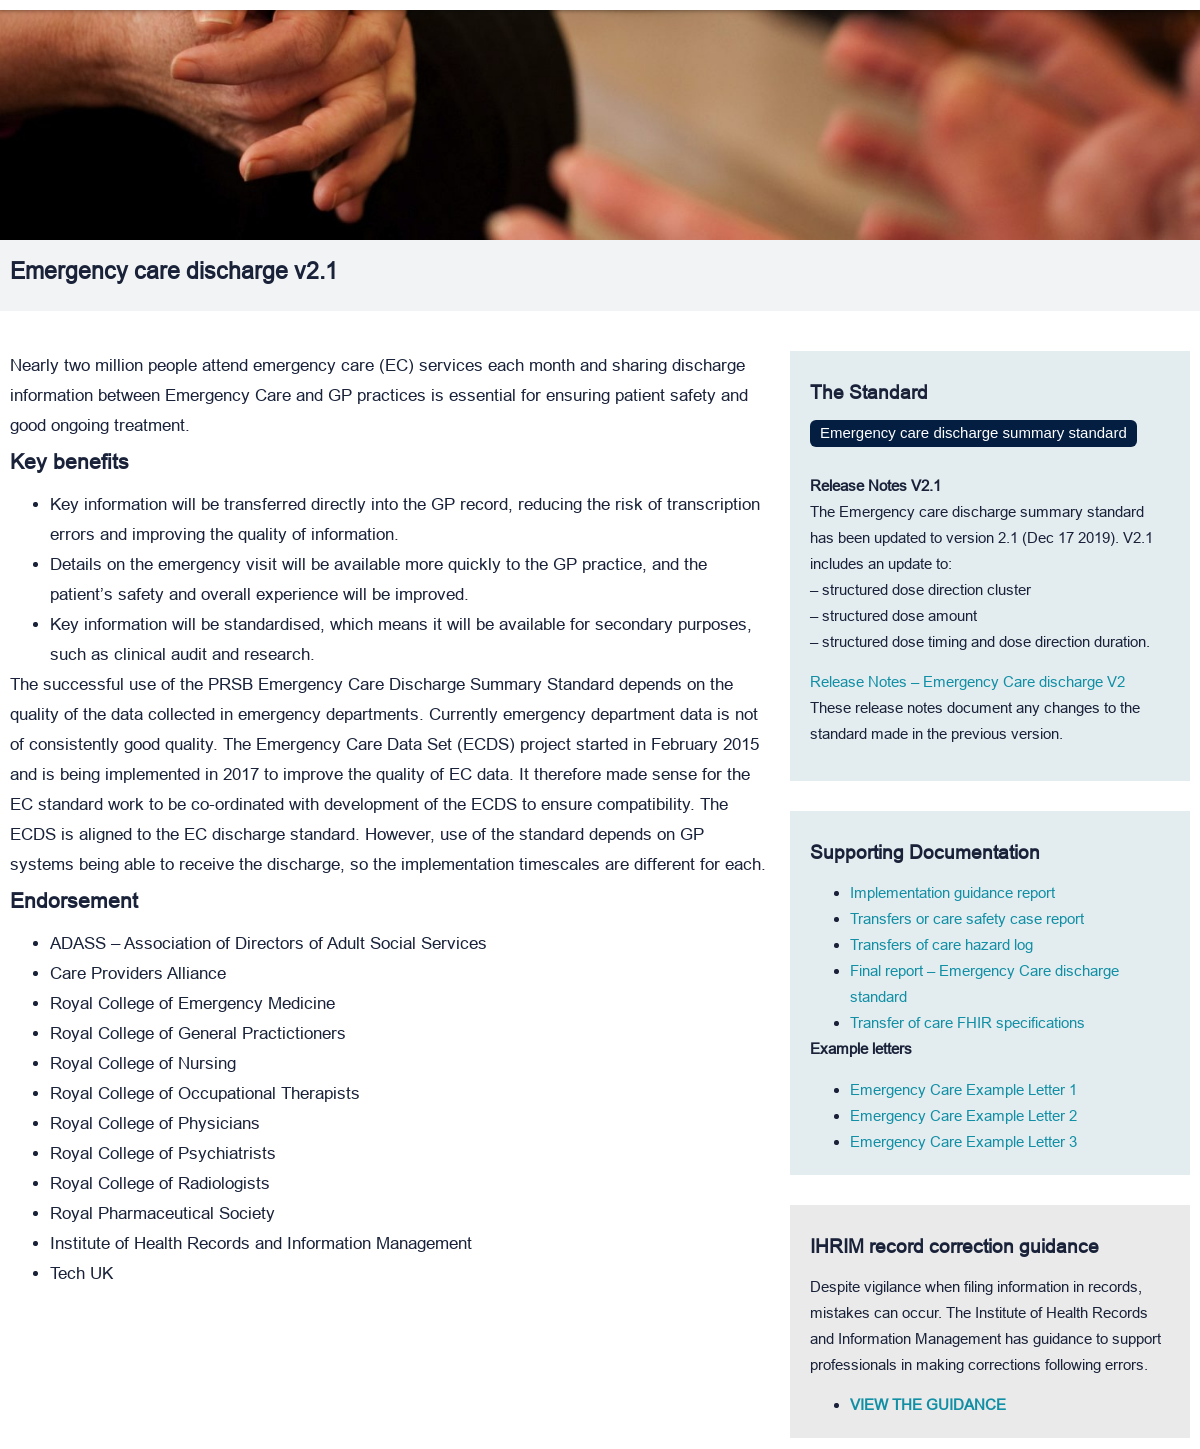 Emergency care discharge v2.1
Nearly two million people attend emergency care (EC) services each month and sharing discharge
information between Emergency Care and GP practices is essential for ensuring patient safety and
good ongoing treatment.
Key benefits
• Key information will be transferred directly into the GP record, reducing the risk of transcription
errors and improving the quality of information.
• Details on the emergency visit will be available more quickly to the GP practice, and the
patient’s safety and overall experience will be improved.
• Key information will be standardised, which means it will be available for secondary purposes,
such as clinical audit and research.
The successful use of the PRSB Emergency Care Discharge Summary Standard depends on the
quality of the data collected in emergency departments. Currently emergency department data is not
of consistently good quality. The Emergency Care Data Set (ECDS) project started in February 2015
and is being implemented in 2017 to improve the quality of EC data. It therefore made sense for the
EC standard work to be co-ordinated with development of the ECDS to ensure compatibility. The
ECDS is aligned to the EC discharge standard. However, use of the standard depends on GP
systems being able to receive the discharge, so the implementation timescales are different for each.
Endorsement
• ADASS – Association of Directors of Adult Social Services
• Care Providers Alliance
• Royal College of Emergency Medicine
• Royal College of General Practictioners
• Royal College of Nursing
• Royal College of Occupational Therapists
• Royal College of Physicians
• Royal College of Psychiatrists
• Royal College of Radiologists
• Royal Pharmaceutical Society
• Institute of Health Records and Information Management
• Tech UK
The Standard
Emergency care discharge summary standard
Release Notes V2.1
The Emergency care discharge summary standard
has been updated to version 2.1 (Dec 17 2019). V2.1
includes an update to:
– structured dose direction cluster
– structured dose amount
– structured dose timing and dose direction duration.
Release Notes – Emergency Care discharge V2
These release notes document any changes to the
standard made in the previous version.
Supporting Documentation
• Implementation guidance report
• Transfers or care safety case report
• Transfers of care hazard log
• Final report – Emergency Care discharge
standard
• Transfer of care FHIR specifications
Example letters
• Emergency Care Example Letter 1
• Emergency Care Example Letter 2
• Emergency Care Example Letter 3
IHRIM record correction guidance
Despite vigilance when filing information in records,
mistakes can occur. The Institute of Health Records
and Information Management has guidance to support
professionals in making corrections following errors.
• VIEW THE GUIDANCE